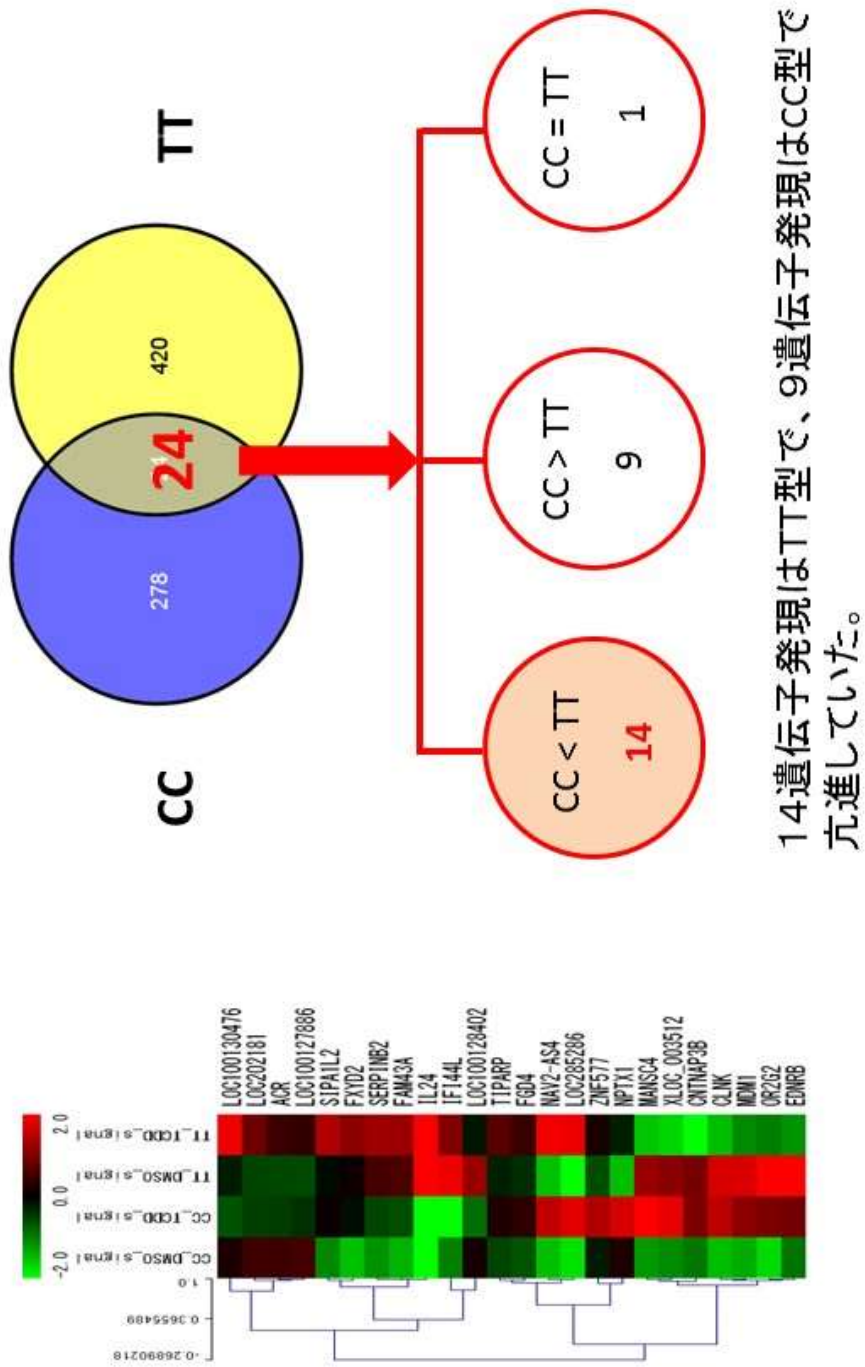 -2.0 0.0 2.0
1.0
0.3655489
-0.26890218
CC_DMSO_signal
CC_TCDD_signal
TT_DMSO_signal
TT_TCDD_signal
LOC100130476
LOC202181
ACR
LOC100127886
SIPA1L2
FXYD2
SERPINB2
FAM43A
IL24
IFI44L
LOC100128402
TIPARP
FGD4
NAV2-AS4
LOC285286
ZNF577
NPTX1
MANSC4
XLOC_003512
CNTNAP3B
CLNK
MDM1
OR2G2
EDNRB
CC
TT
278
24
420
CC < TT
14
CC > TT
9
CC = TT
1
14遺伝子発現はTT型で、9遺伝子発現はCC型で
亢進していた。